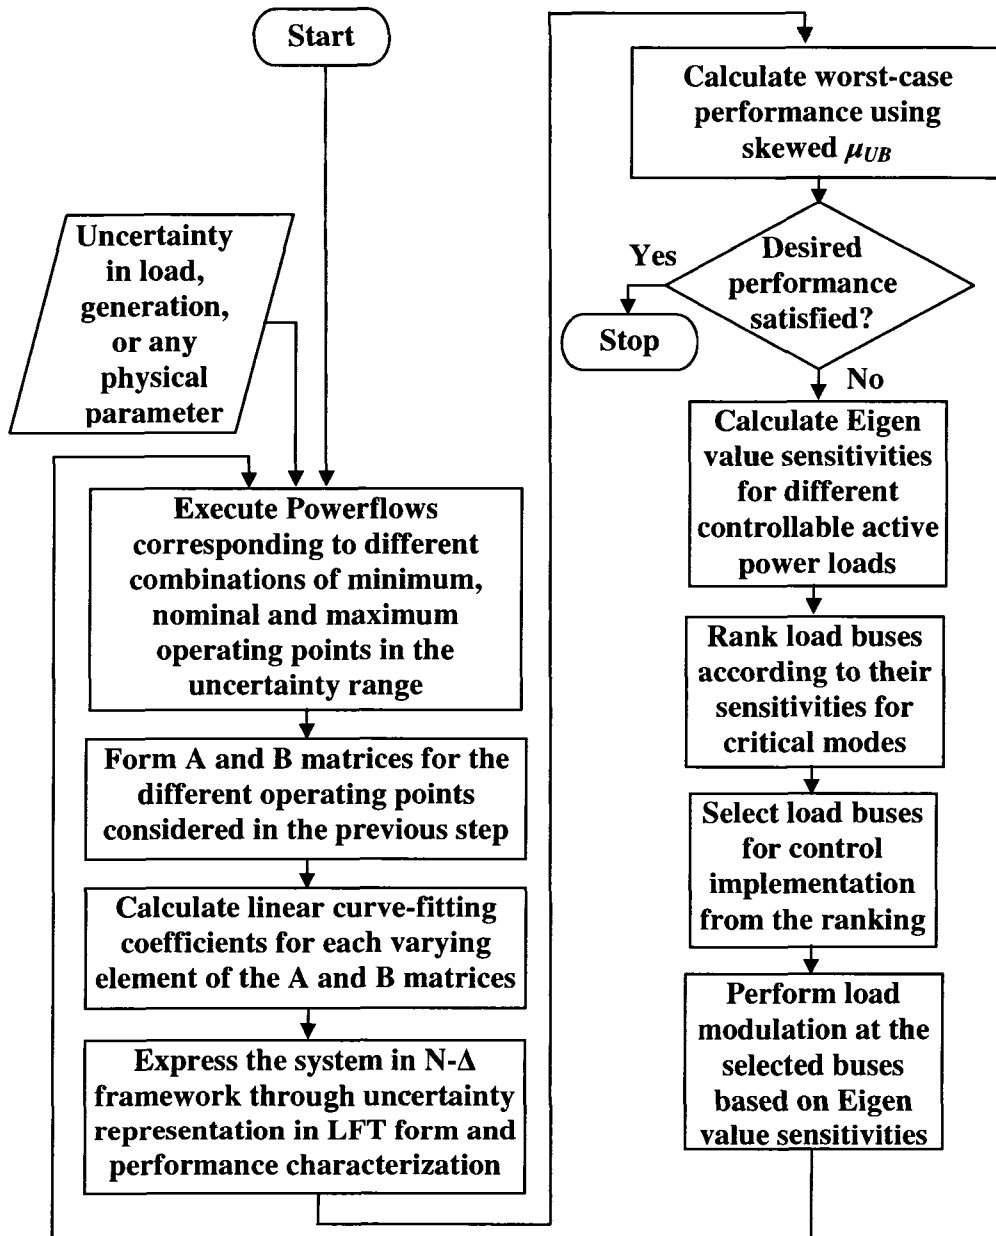 Start
Uncertainty
in load,
generation,
or any
physical
parameter
Execute Powerflows
corresponding to different
combinations of minimum,
nominal and maximum
operating points in the
uncertainty range
Form A and B matrices for the
different operating points
considered in the previous step
Calculate linear curve-fitting
coefficients for each varying
element of the A and B matrices
Express the system in N-Δ
framework through uncertainty
representation in LFT form and
performance characterization
Calculate worst-case
performance using
skewed μUB
Desired
performance
satisfied?
Yes
Stop
No
Calculate Eigen
value sensitivities
for different
controllable active
power loads
Rank load buses
according to their
sensitivities for
critical modes
Select load buses
for control
implementation
from the ranking
Perform load
modulation at the
selected buses
based on Eigen
value sensitivities